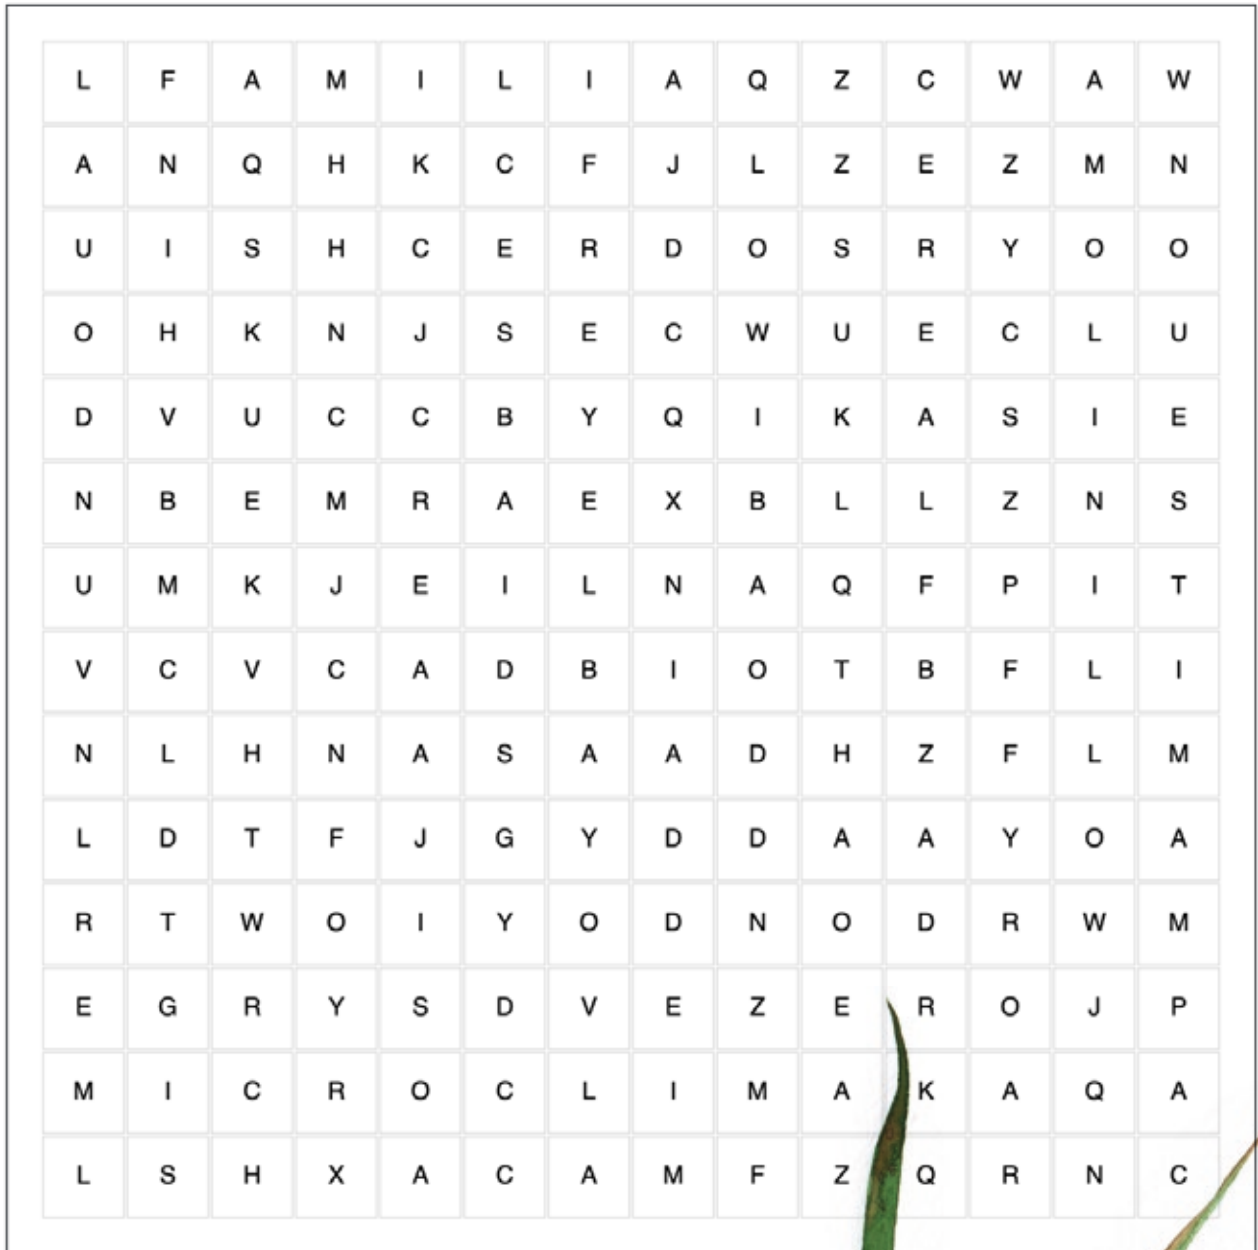 L F A M I L I A Q Z C W A W
A N Q H K C F J L Z E Z M N
U I S H C E R D O S R Y O O
O H K N J S E C W U E C L U
D V U C C B Y Q I K A S I E
N B E M R A E X B L L Z N S
U M K J E I L N A Q F P I T
V C V C A D B I O T B F L I
N L H N A S A A D H Z F L M
L D T F J G Y D D A A Y O A
R T W O I Y O D N O D R W M
E G R Y S D V E Z E R O J P
M I C R O C L I M A K A Q A
L S H X A C A M F Z Q R N C